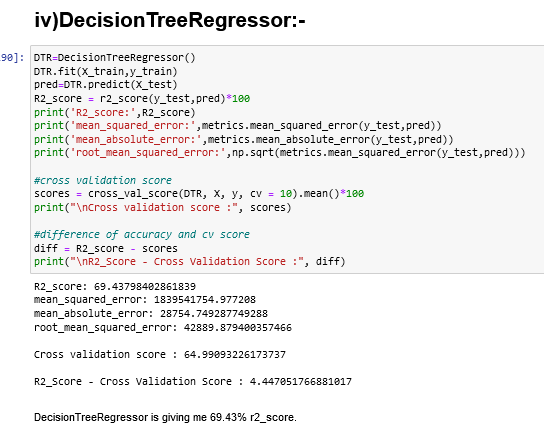 iv)DecisionTreeRegressor:-
90]: DTR=DecisionTreeRegressor()
DTR.fit(X_train,y_train)
pred=DTR.predict(X_test)
R2_score = r2_score(y_test,pred)*100
print('R2_score:',R2_score)
print('mean_squared_error:',metrics.mean_squared_error(y_test,pred))
print('mean_absolute_error:',metrics.mean_absolute_error(y_test,pred))
print('root_mean_squared_error:',np.sqrt(metrics.mean_squared_error(y_test,pred)))
#cross validation score
scores = cross_val_score(DTR, X, y, cv = 10).mean()*100
print("\nCross validation score :", scores)
#difference of accuracy and cv score
diff = R2_score - scores
print("\nR2_Score - Cross Validation Score :", diff)
R2_score: 69.43798402861839
mean_squared_error: 1839541754.977208
mean_absolute_error: 28754.749287749288
root_mean_squared_error: 42889.879400357466
Cross validation score : 64.99093226173737
R2_Score - Cross Validation Score : 4.447051766881017
DecisionTreeRegressor is giving me 69.43% r2_score.